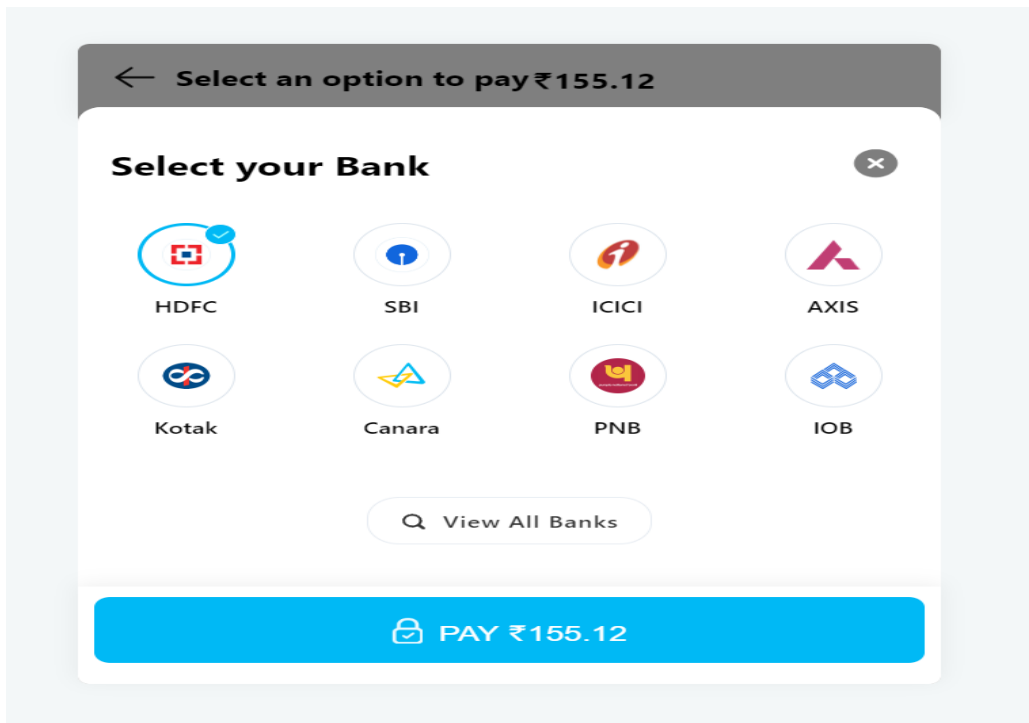 Select an option to pay ₹155.12
Select your Bank
HDFC SBI ICICI AXIS
Kotak Canara PNB IOB
View All Banks
PAY ₹155.12